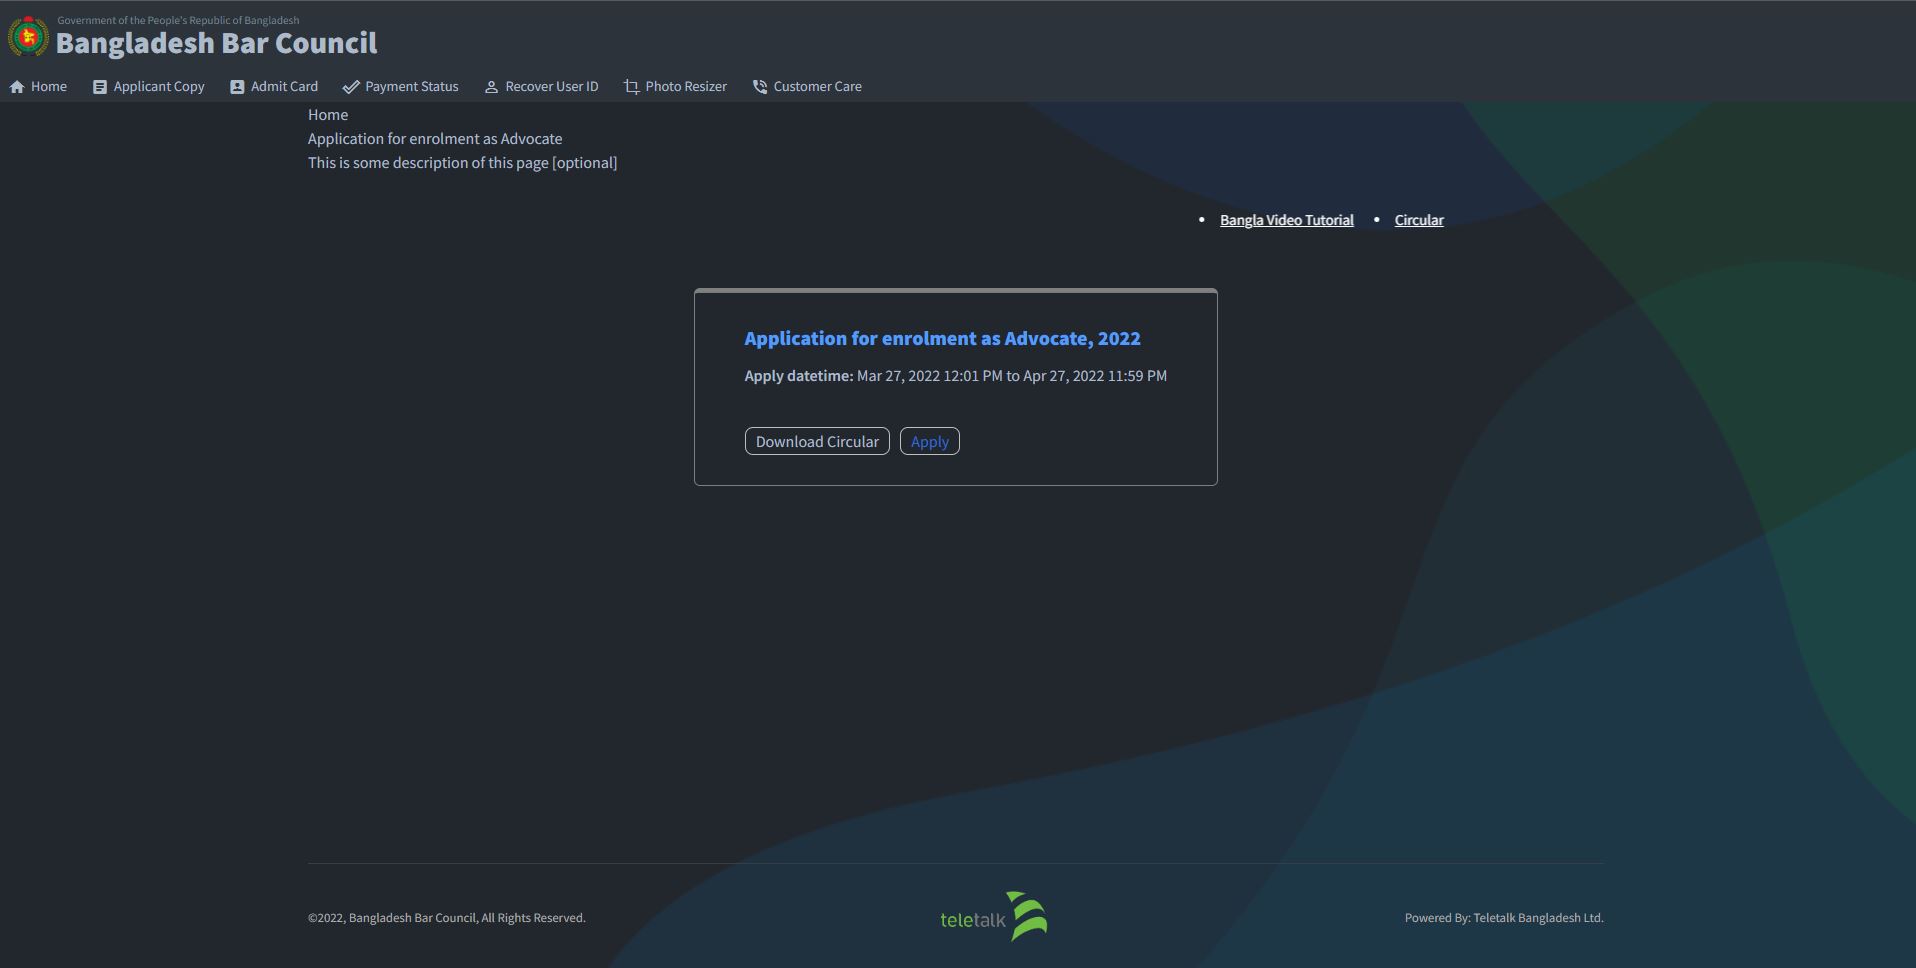 Government of the People's Republic of Bangladesh
Bangladesh Bar Council
Home Applicant Copy Admit Card Payment Status Recover User ID Photo Resizer Customer Care
Home
Application for enrolment as Advocate
This is some description of this page [optional]
• Bangla Video Tutorial • Circular
Application for enrolment as Advocate, 2022
Apply datetime: Mar 27, 2022 12:01 PM to Apr 27, 2022 11:59 PM
Download Circular Apply
©2022, Bangladesh Bar Council, All Rights Reserved.
teletalk
Powered By: Teletalk Bangladesh Ltd.